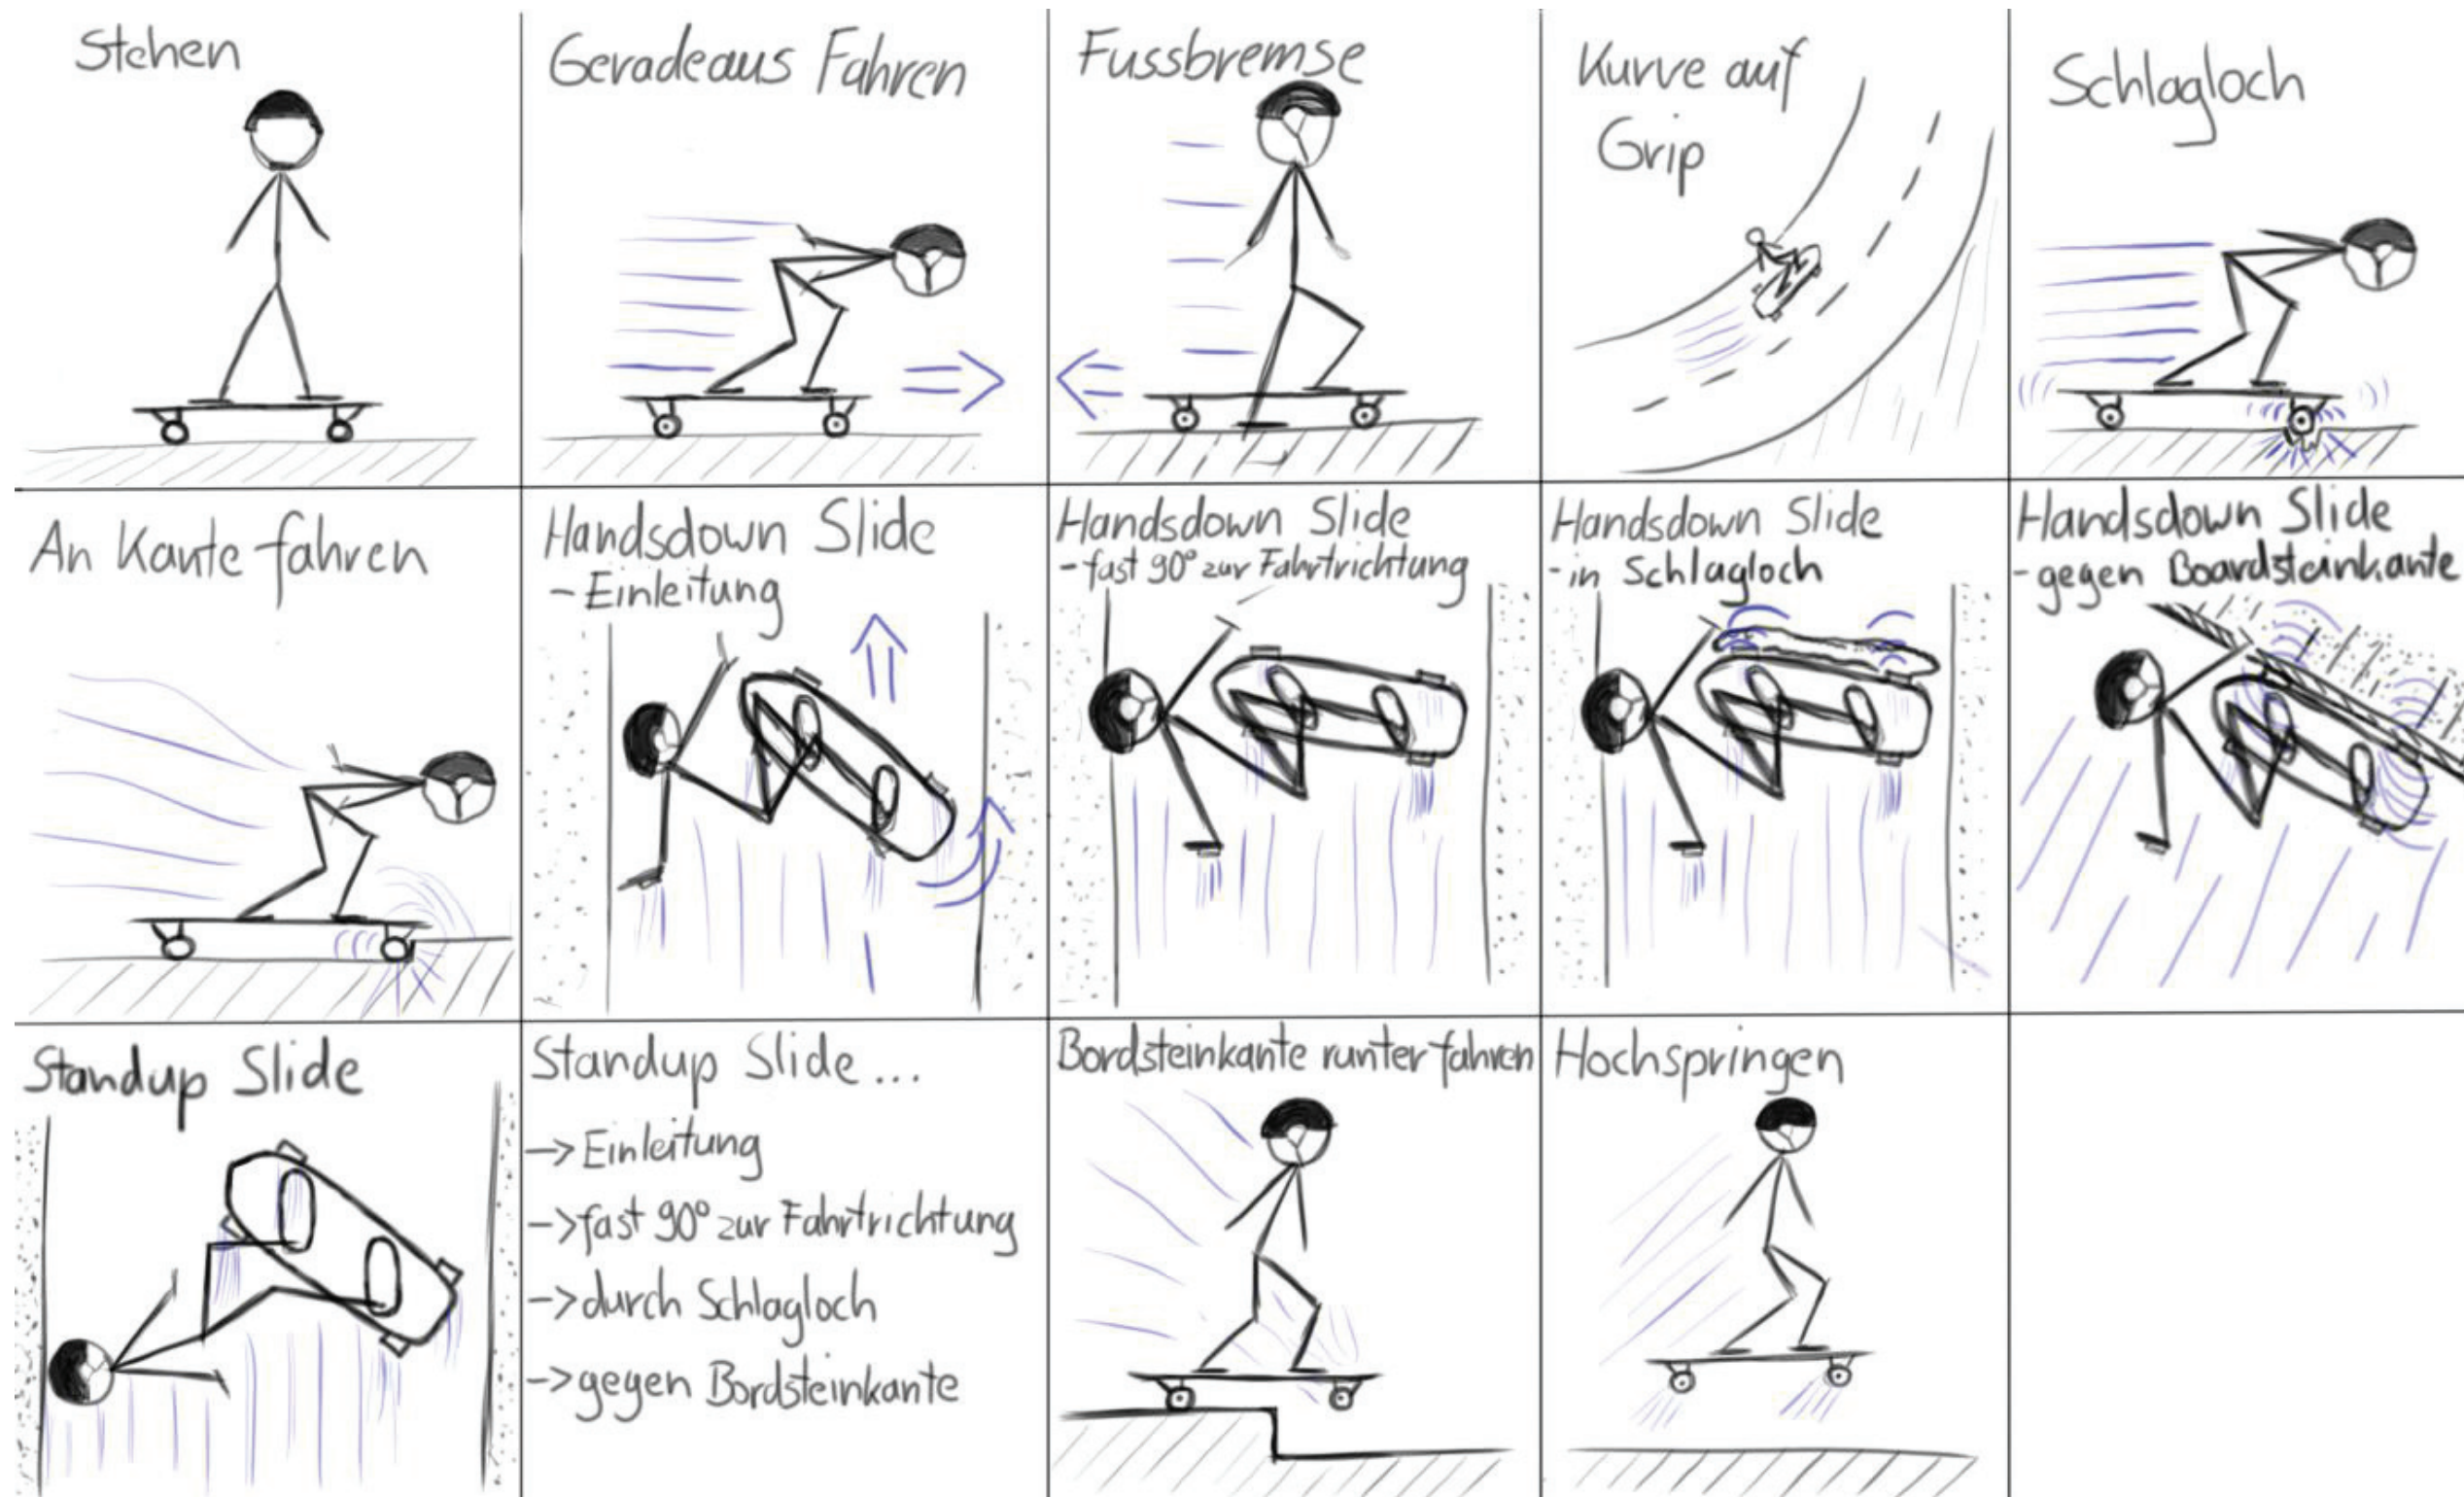 Stehen
Geradeaus Fahren
Fussbremse
Kurve auf
Grip
Schlagloch
An Kante fahren
Handsdown Slide
- Einleitung
Handsdown Slide
- fast 90° zur Fahrtrichtung
Handsdown Slide
- in Schlagloch
Handsdown Slide
- gegen Boardsteinkante
Standup Slide
Standup Slide ...
-> Einleitung
-> fast 90° zur Fahrtrichtung
-> durch Schlagloch
-> gegen Bordsteinkante
Bordsteinkante runterfahren
Hochspringen